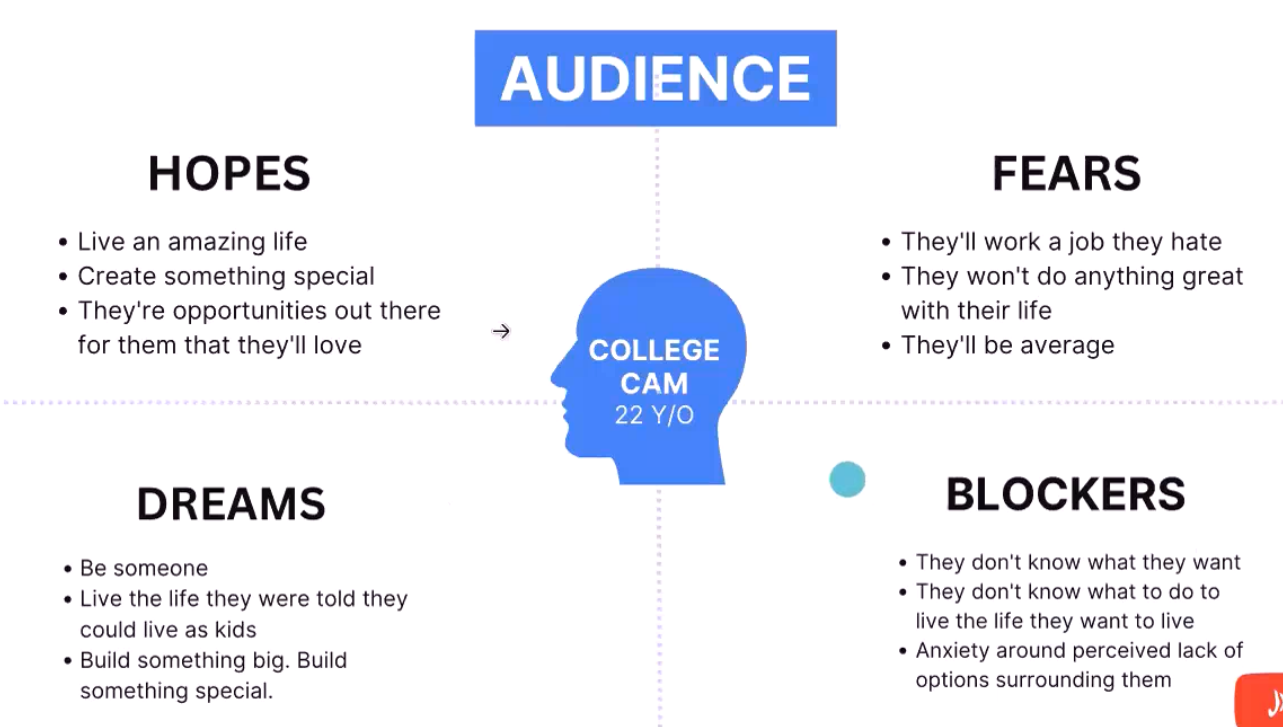 AUDIENCE
HOPES
• Live an amazing life
• Create something special
• They're opportunities out there
for them that they'll love
FEARS
• They'll work a job they hate
• They won't do anything great
with their life
• They'll be average
COLLEGE
CAM
22 Y/O
DREAMS
• Be someone
• Live the life they were told they
could live as kids
• Build something big. Build
something special.
BLOCKERS
• They don't know what they want
• They don't know what to do to
live the life they want to live
• Anxiety around perceived lack of
options surrounding them